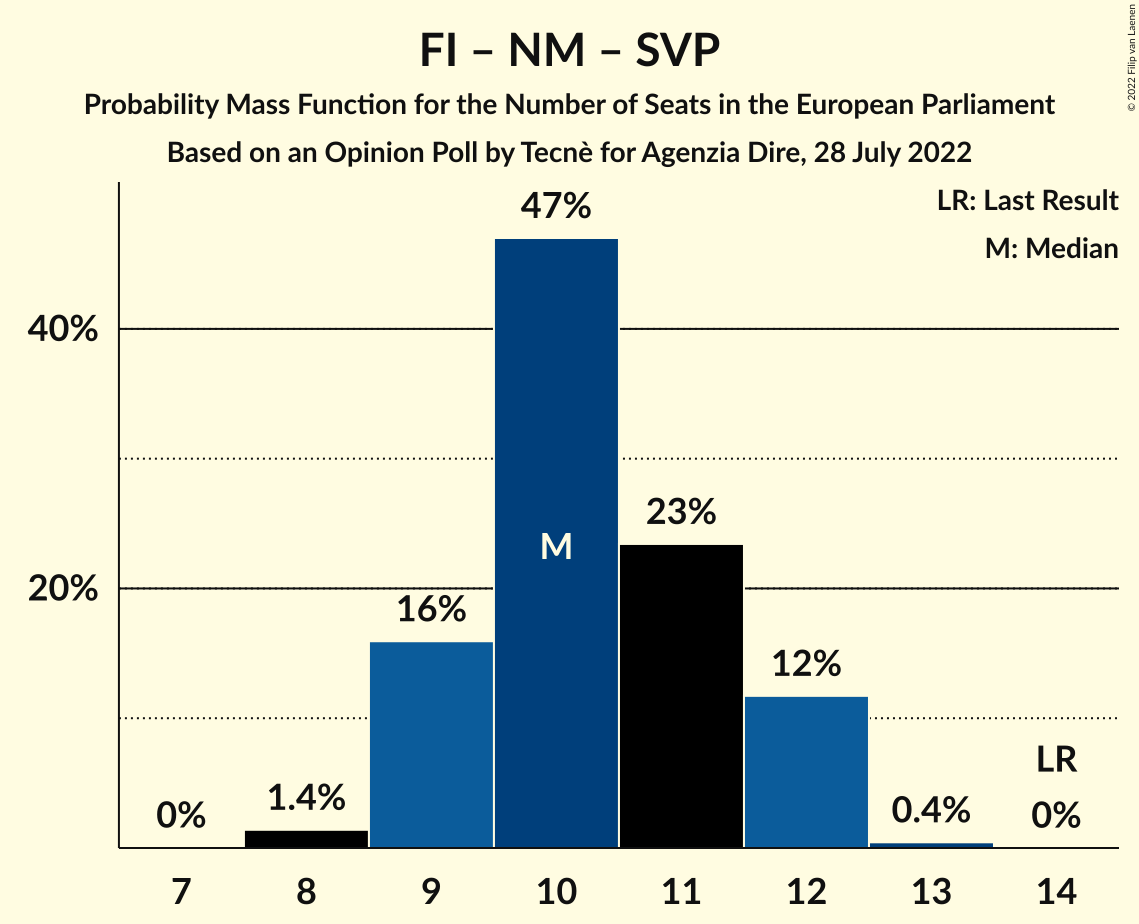 FI – NM – SVP
Probability Mass Function for the Number of Seats in the European Parliament
Based on an Opinion Poll by Tecnè for Agenzia Dire, 28 July 2022
© 2022 Filip van Laenen
LR: Last Result
M: Median
47%
40%
23%
M
20%
16%
12%
LR
0%
1.4%
0.4%
0%
7 8 9 10 11 12 13 14